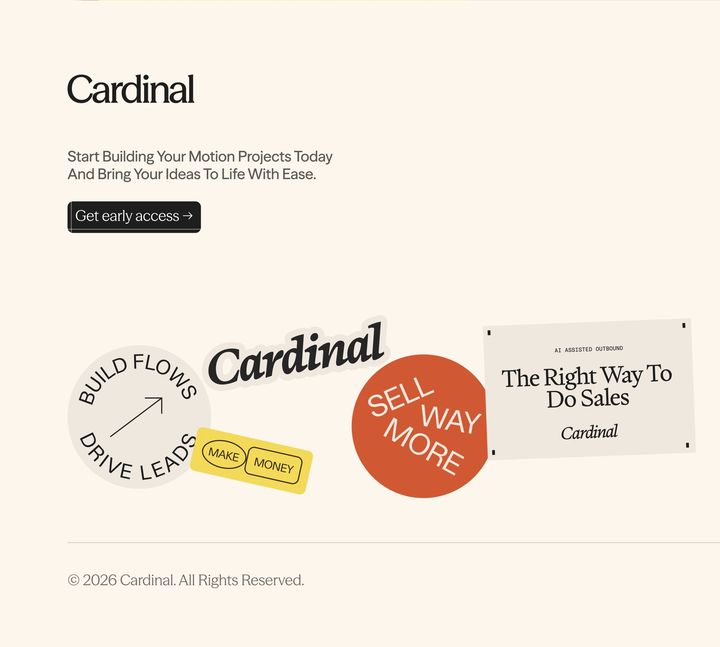 Cardinal
Start Building Your Motion Projects Today
And Bring Your Ideas To Life With Ease.
Get early access →
BUILD FLOWS
DRIVE LEADS
Cardinal
MAKE MONEY
SELL
WAY
MORE
AI ASSISTED OUTBOUND
The Right Way To
Do Sales
Cardinal
© 2026 Cardinal. All Rights Reserved.